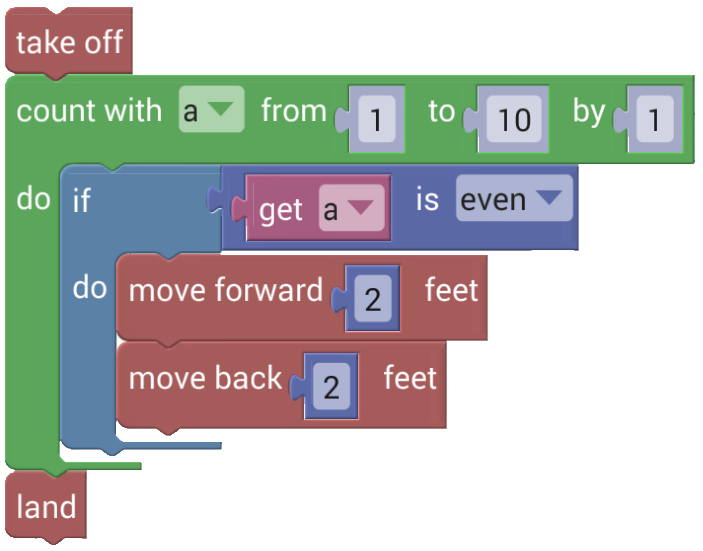 take off
count with a from 1 to 10 by 1
do if get a is even
do move forward 2 feet
move back 2 feet
land